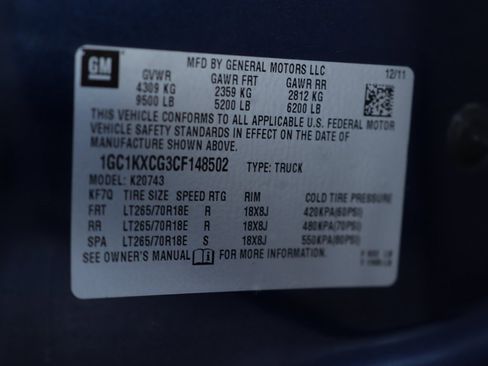 GM
MFD BY GENERAL MOTORS LLC
12/11
GVWR GAWR FRT GAWR RR
4309 KG 2359 KG 2812 KG
9500 LB 5200 LB 6200 LB
THIS VEHICLE CONFORMS TO ALL APPLICABLE U.S. FEDERAL MOTOR
VEHICLE SAFETY STANDARDS IN EFFECT ON THE DATE OF
MANUFACTURE SHOWN ABOVE.
1GC1KXCG3CF148502 TYPE: TRUCK
MODEL: K20743
KF7Q TIRE SIZE SPEED RTG RIM COLD TIRE PRESSURE
FRT LT265/70R18E R 18X8J 420KPA(60PSI)
RR LT265/70R18E R 18X8J 480KPA(70PSI)
SPA LT265/70R18E S 18X8J 550KPA(80PSI)
SEE OWNER'S MANUAL FOR MORE INFORMATION.